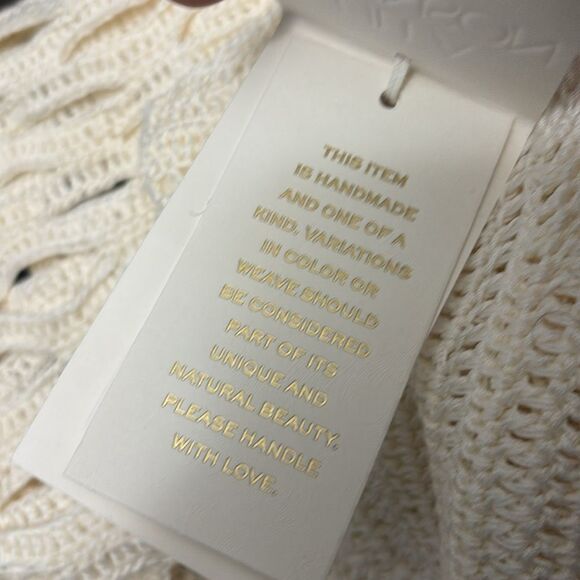 THIS ITEM
IS HANDMADE
AND ONE OF A
KIND. VARIATIONS
IN COLOR OR
WEAVE SHOULD
BE CONSIDERED
PART OF ITS
UNIQUE AND
NATURAL BEAUTY.
PLEASE HANDLE
WITH LOVE.